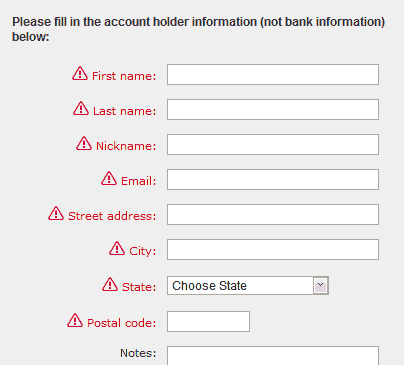 Please fill in the account holder information (not bank information)
below:
First name:
Last name:
Nickname:
Email:
Street address:
City:
State: Choose State
Postal code:
Notes: